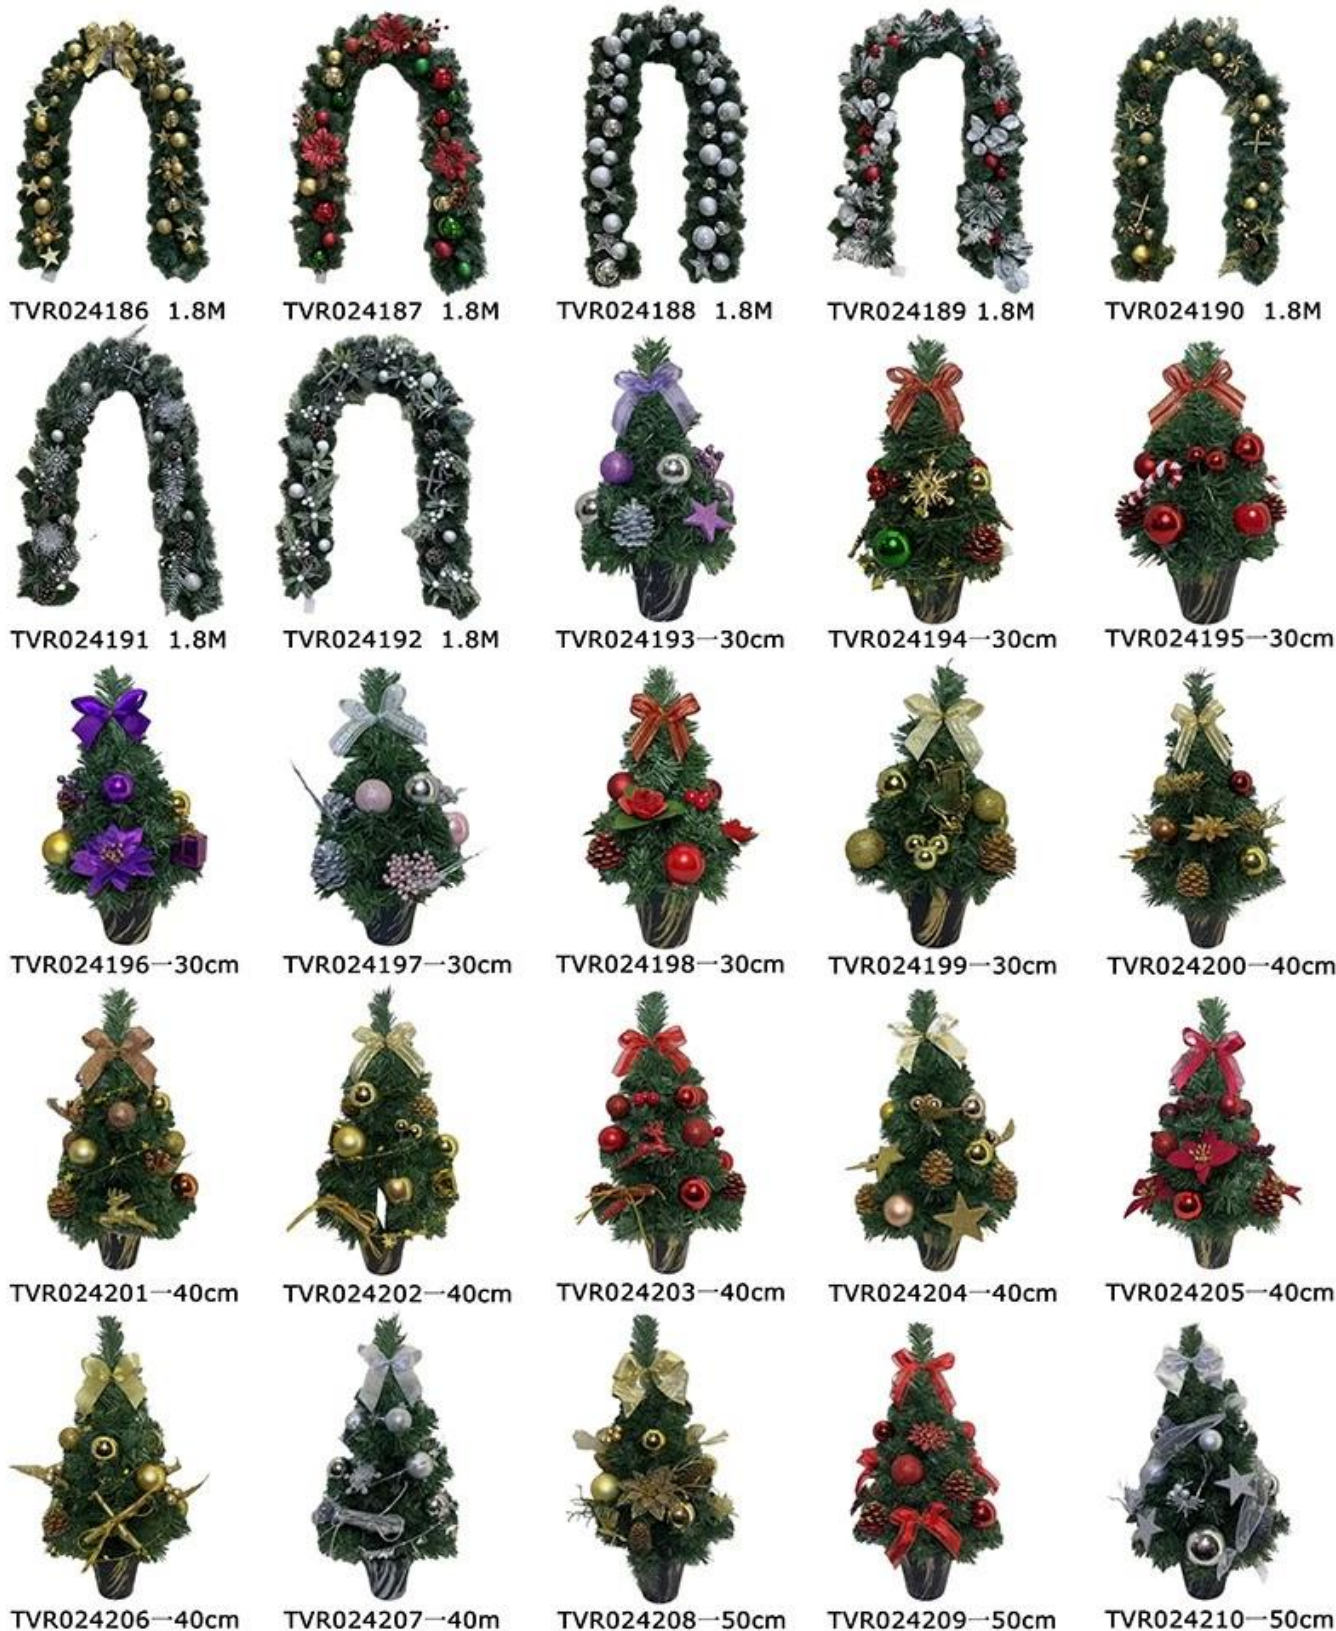 TVR024186 1.8M
TVR024187 1.8M
TVR024188 1.8M
TVR024189 1.8M
TVR024190 1.8M
TVR024191 1.8M
TVR024192 1.8M
TVR024193→30cm
TVR024194→30cm
TVR024195→30cm
TVR024196→30cm
TVR024197→30cm
TVR024198→30cm
TVR024199→30cm
TVR024200→40cm
TVR024201→40cm
TVR024202→40cm
TVR024203→40cm
TVR024204→40cm
TVR024205→40cm
TVR024206→40cm
TVR024207→40m
TVR024208→50cm
TVR024209→50cm
TVR024210→50cm